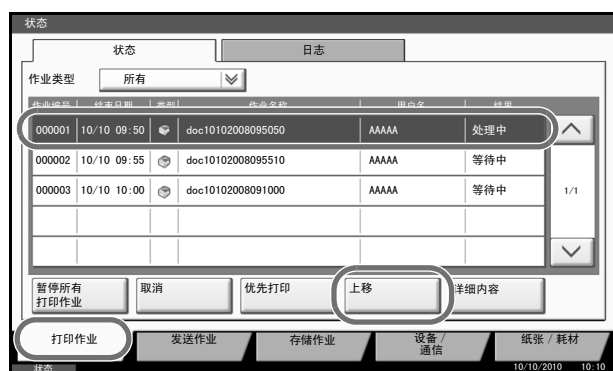 状态
状态 日志
作业类型 所有
作业编号 结束日期 类型 作业名称 用户名 结果
000001 10/10 09:50 doc10102008095050 AAAAA 处理中
000002 10/10 09:55 doc10102008095510 AAAAA 等待中
000003 10/10 10:00 doc10102008091000 AAAAA 等待中
1/1
暂停所有
打印作业
取消 优先打印 上移 详细内容
打印作业 发送作业 存储作业 设备/
通信
纸张/耗材
状态 10/10/2010 10:10